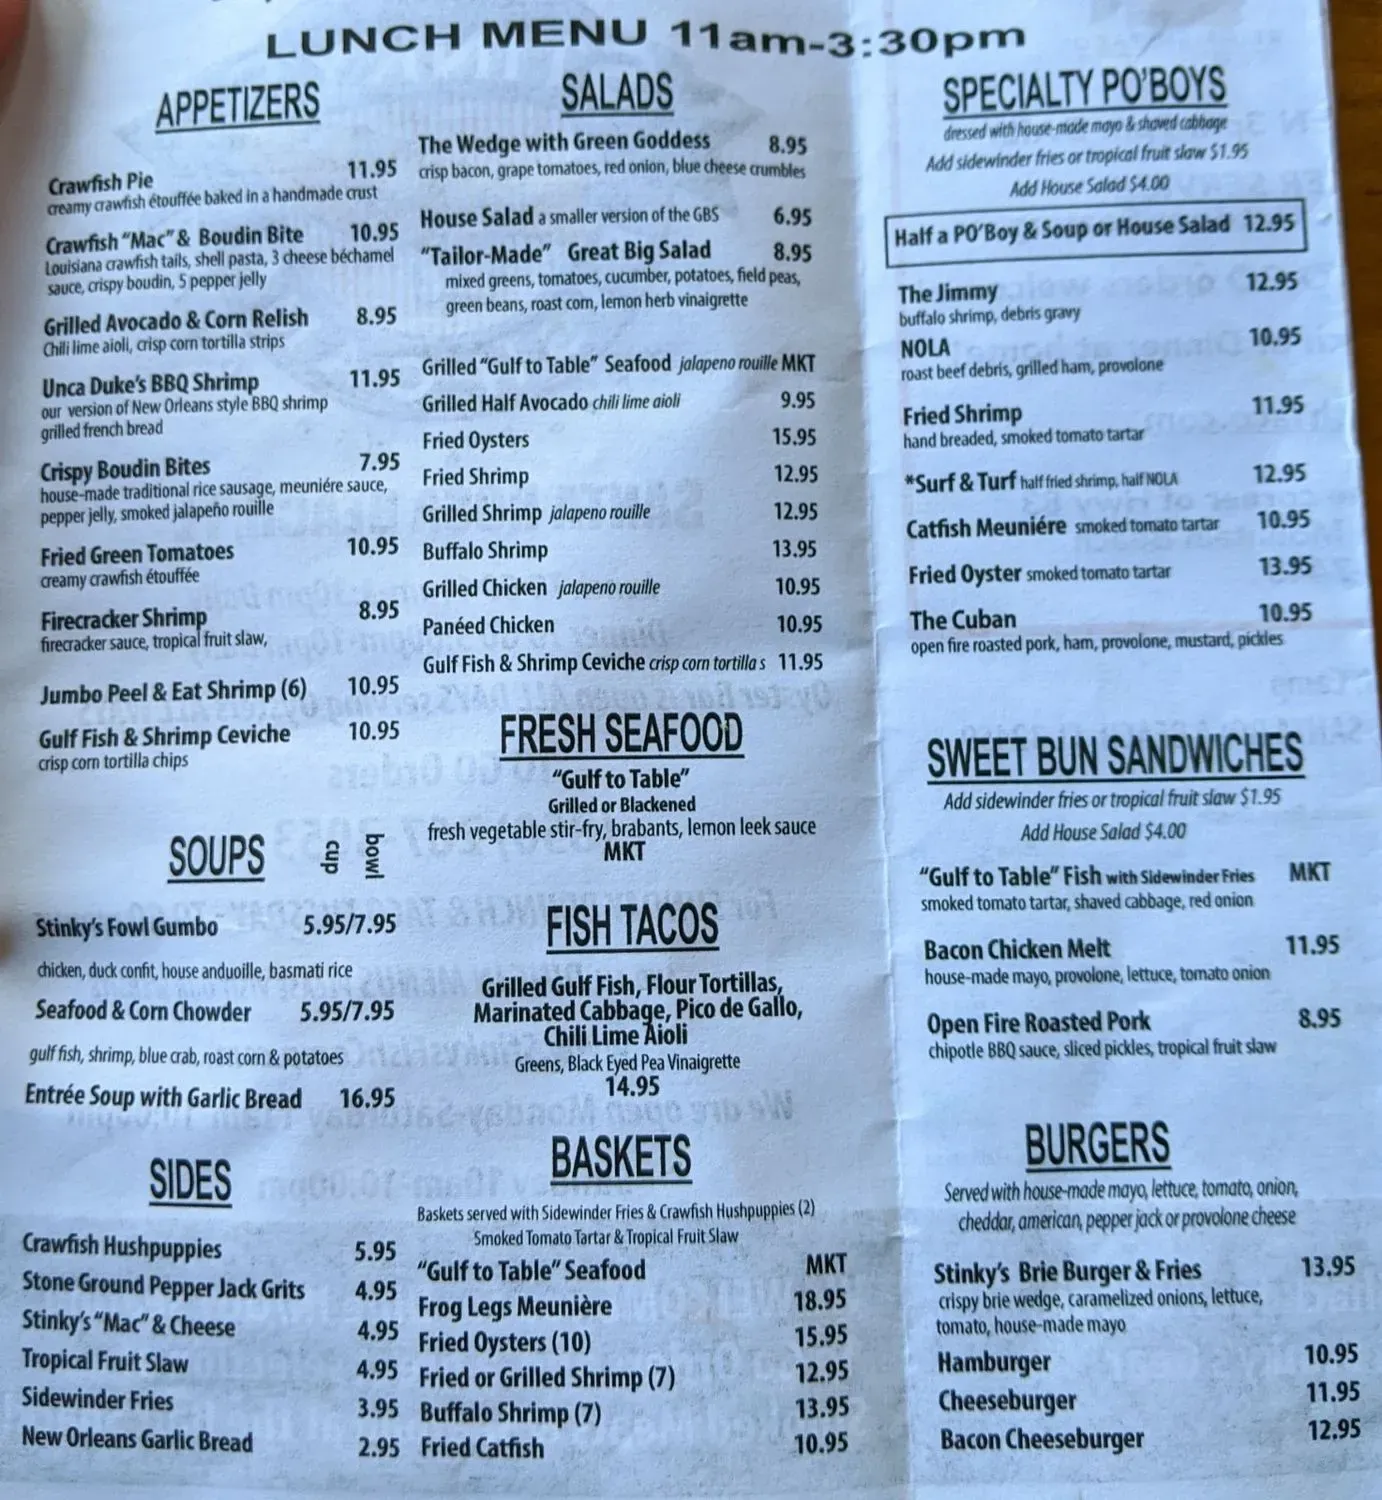 LUNCH MENU 11am-3:30pm
APPETIZERS
Crawfish Pie 11.95
creamy crawfish étouffée baked in a handmade crust
Crawfish "Mac" & Boudin Bite 10.95
Louisiana crawfish tails, shell pasta, 3 cheese béchamel
sauce, crispy boudin, 5 pepper jelly
Grilled Avocado & Corn Relish 8.95
Chili lime aioli, crisp corn tortilla strips
Unca Duke's BBQ Shrimp 11.95
our version of New Orleans style BBQ shrimp
grilled french bread
Crispy Boudin Bites 7.95
house-made traditional rice sausage, meuniére sauce,
pepper jelly, smoked jalapeño rouille
Fried Green Tomatoes 10.95
creamy crawfish étouffée
Firecracker Shrimp 8.95
firecracker sauce, tropical fruit slaw,
Jumbo Peel & Eat Shrimp (6) 10.95
Gulf Fish & Shrimp Ceviche 10.95
crisp corn tortilla chips
SOUPS cup bowl
Stinky's Fowl Gumbo 5.95/7.95
chicken, duck confit, house anduoille, basmati rice
Seafood & Corn Chowder 5.95/7.95
gulf fish, shrimp, blue crab, roast corn & potatoes
Entrée Soup with Garlic Bread 16.95
SIDES
Crawfish Hushpuppies 5.95
Stone Ground Pepper Jack Grits 4.95
Stinky's "Mac" & Cheese 4.95
Tropical Fruit Slaw 4.95
Sidewinder Fries 3.95
New Orleans Garlic Bread 2.95
SALADS
The Wedge with Green Goddess 8.95
crisp bacon, grape tomatoes, red onion, blue cheese crumbles
House Salad a smaller version of the GBS 6.95
"Tailor-Made" Great Big Salad 8.95
mixed greens, tomatoes, cucumber, potatoes, field peas,
green beans, roast corn, lemon herb vinaigrette
Grilled "Gulf to Table" Seafood jalapeno rouille MKT
Grilled Half Avocado chili lime aioli 9.95
Fried Oysters 15.95
Fried Shrimp 12.95
Grilled Shrimp jalapeno rouille 12.95
Buffalo Shrimp 13.95
Grilled Chicken jalapeno rouille 10.95
Panéed Chicken 10.95
Gulf Fish & Shrimp Ceviche crisp corn tortilla s 11.95
FRESH SEAFOOD
"Gulf to Table"
Grilled or Blackened
fresh vegetable stir-fry, brabants, lemon leek sauce
MKT
FISH TACOS
Grilled Gulf Fish, Flour Tortillas,
Marinated Cabbage, Pico de Gallo,
Chili Lime Aioli
Greens, Black Eyed Pea Vinaigrette
14.95
BASKETS
Baskets served with Sidewinder Fries & Crawfish Hushpuppies (2)
Smoked Tomato Tartar & Tropical Fruit Slaw
"Gulf to Table" Seafood MKT
Frog Legs Meunière 18.95
Fried Oysters (10) 15.95
Fried or Grilled Shrimp (7) 12.95
Buffalo Shrimp (7) 13.95
Fried Catfish 10.95
SPECIALTY PO'BOYS
dressed with house-made mayo & shaved cabbage
Add sidewinder fries or tropical fruit slaw $1.95
Add House Salad $4.00
Half a PO'Boy & Soup or House Salad 12.95
The Jimmy 12.95
buffalo shrimp, debris gravy
NOLA 10.95
roast beef debris, grilled ham, provolone
Fried Shrimp 11.95
hand breaded, smoked tomato tartar
*Surf & Turf half fried shrimp, half NOLA 12.95
Catfish Meuniére smoked tomato tartar 10.95
Fried Oyster smoked tomato tartar 13.95
The Cuban 10.95
open fire roasted pork, ham, provolone, mustard, pickles
SWEET BUN SANDWICHES
Add sidewinder fries or tropical fruit slaw $1.95
Add House Salad $4.00
"Gulf to Table" Fish with Sidewinder Fries MKT
smoked tomato tartar, shaved cabbage, red onion
Bacon Chicken Melt 11.95
house-made mayo, provolone, lettuce, tomato onion
Open Fire Roasted Pork 8.95
chipotle BBQ sauce, sliced pickles, tropical fruit slaw
BURGERS
Served with house-made mayo, lettuce, tomato, onion,
cheddar, american, pepper jack or provolone cheese
Stinky's Brie Burger & Fries 13.95
crispy brie wedge, caramelized onions, lettuce,
tomato, house-made mayo
Hamburger 10.95
Cheeseburger 11.95
Bacon Cheeseburger 12.95